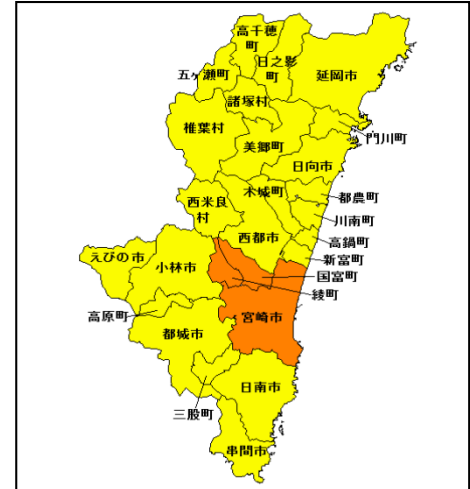 高千穂
町
日之影
町
延岡市
五ヶ瀬町
諸塚村
門川町
椎葉村
美郷町
日向市
木城町
都農町
西米良
村
川南町
西都市
高鍋町
新富町
えびの市
小林市
国富町
綾町
高原町
宮崎市
都城市
三股町
日南市
串間市